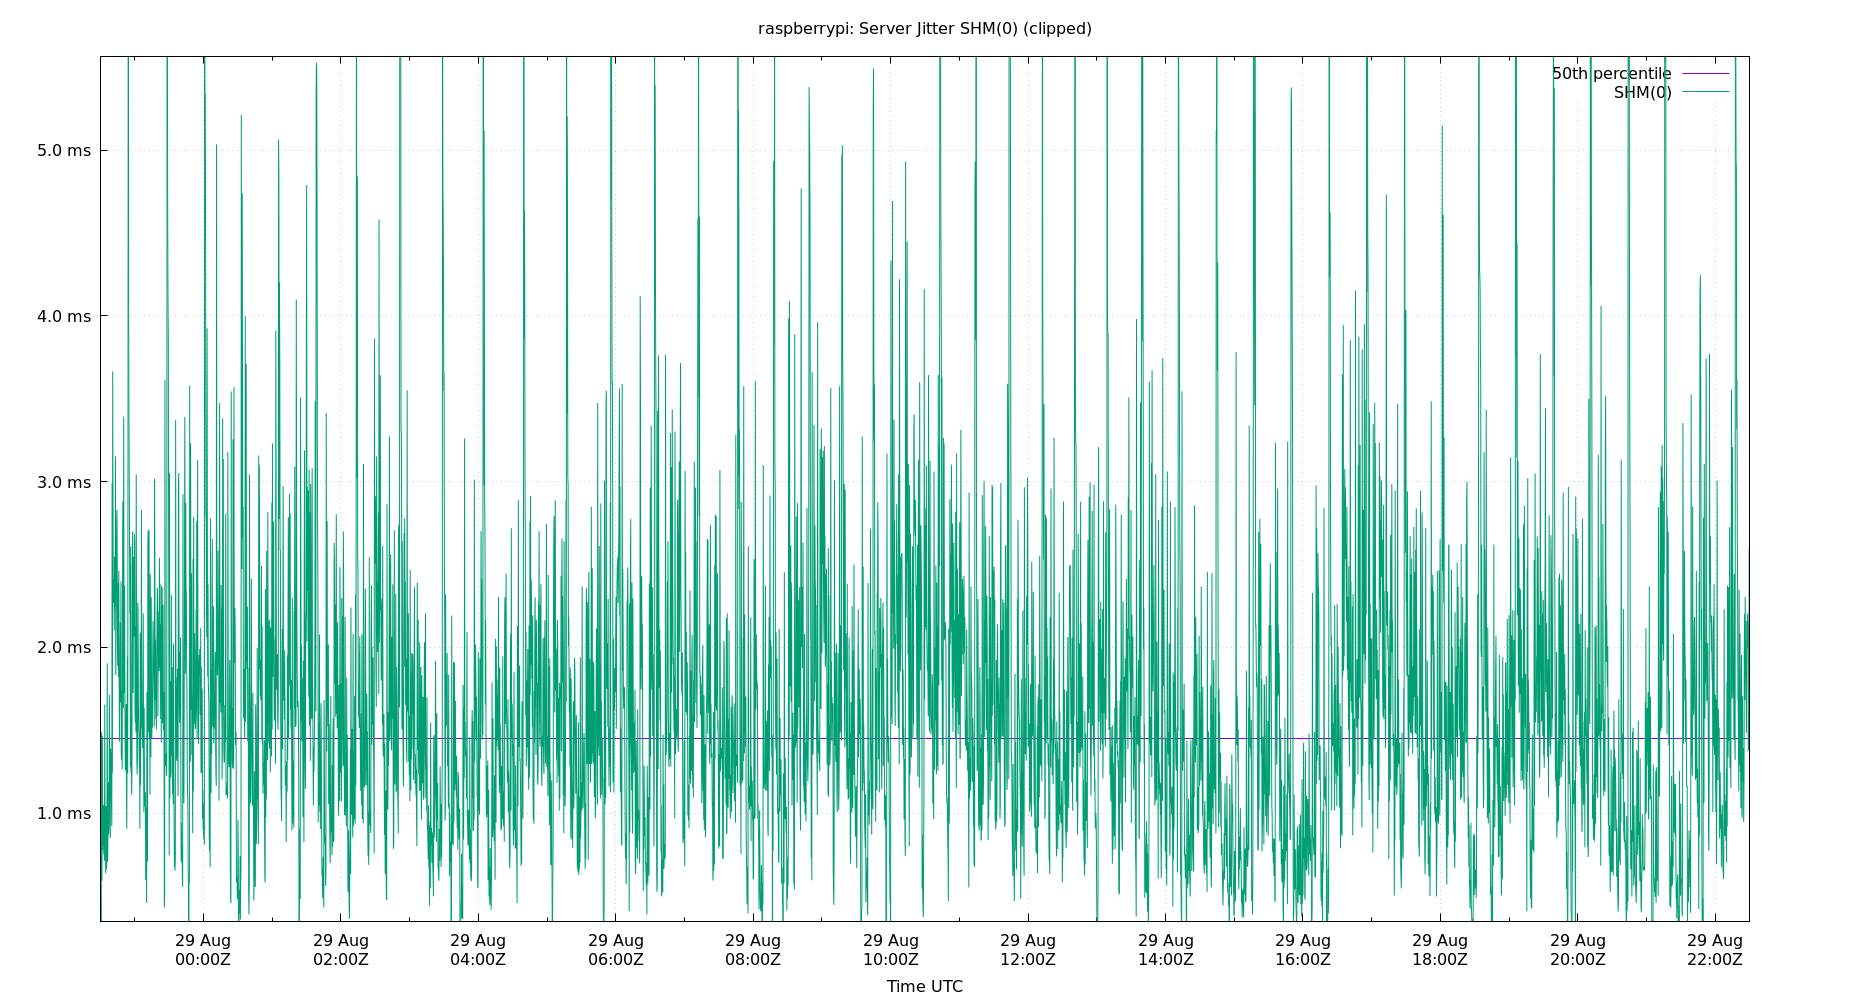 raspberrypi: Server Jitter SHM(0) (clipped)
50th percentile
SHM(0)
5.0 ms
4.0 ms
3.0 ms
2.0 ms
1.0 ms
29 Aug 29 Aug 29 Aug 29 Aug 29 Aug 29 Aug 29 Aug 29 Aug 29 Aug 29 Aug 29 Aug 29 Aug
00:00Z 02:00Z 04:00Z 06:00Z 08:00Z 10:00Z 12:00Z 14:00Z 16:00Z 18:00Z 20:00Z 22:00Z
Time UTC